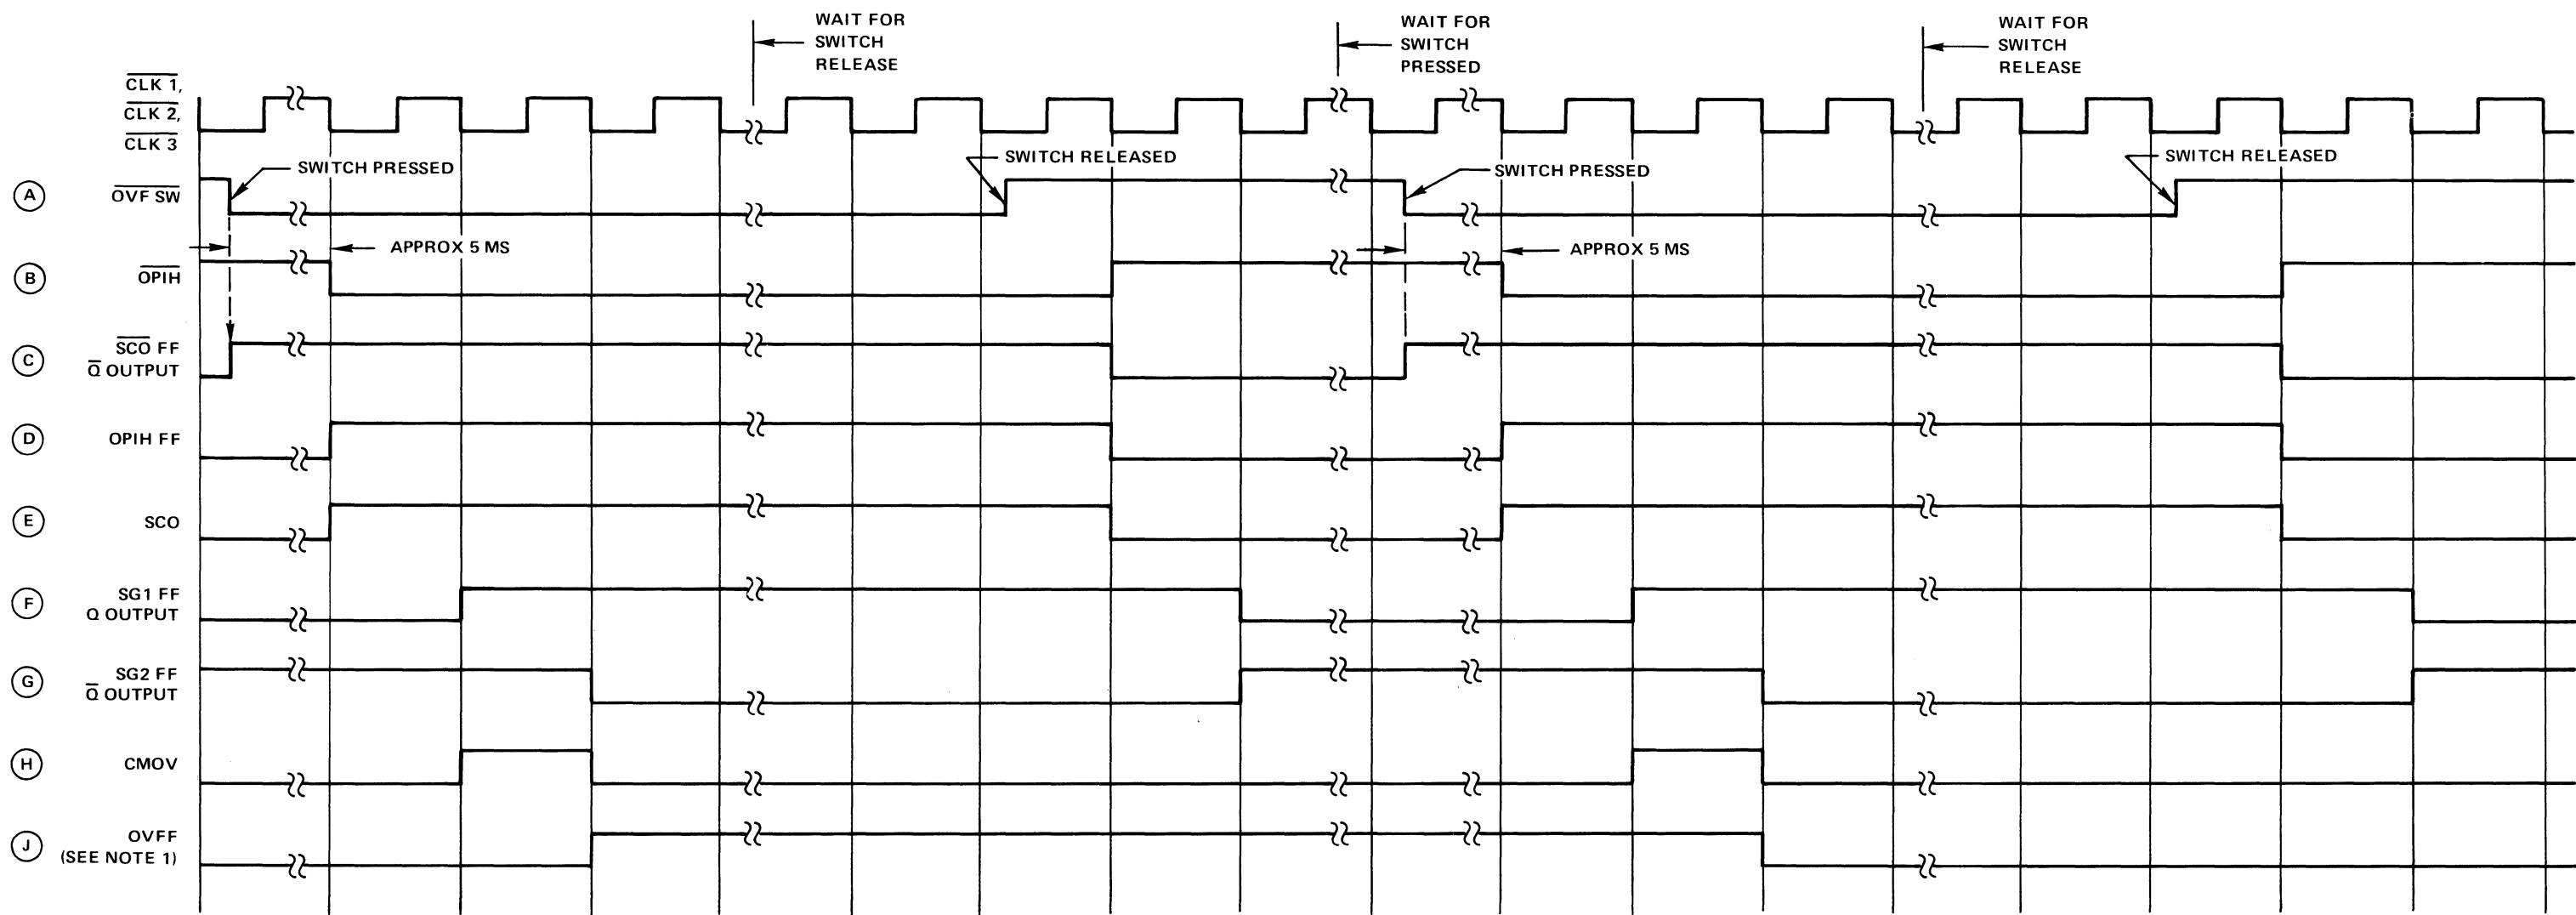 WAIT FOR
SWITCH
RELEASE
WAIT FOR
SWITCH
PRESSED
WAIT FOR
SWITCH
RELEASE
CLK 1,
CLK 2,
CLK 3
SWITCH PRESSED
SWITCH RELEASED
SWITCH PRESSED
SWITCH RELEASED
A
OVF SW
APPROX 5 MS
APPROX 5 MS
B
OPIH
C
SCO FF
Q OUTPUT
D
OPIH FF
E
SCO
F
SG1 FF
Q OUTPUT
G
SG2 FF
Q OUTPUT
H
CMOV
J
OVFF
(SEE NOTE 1)